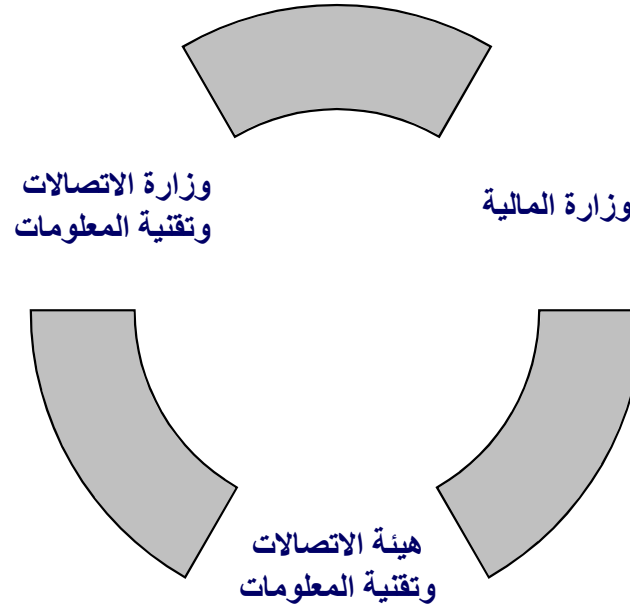 وزارة المالية
وزارة الاتصالات
وتقنية المعلومات
هيئة الاتصالات
وتقنية المعلومات